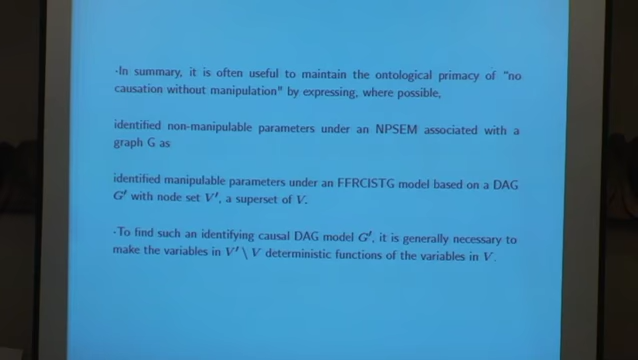 -In summary, it is often useful to maintain the ontological primacy of "no
causation without manipulation" by expressing, where possible,
identified non-manipulable parameters under an NPSEM associated with a
graph G as
identified manipulable parameters under an FFRCISTG model based on a DAG
G′ with node set V′, a superset of V.
-To find such an identifying causal DAG model G′, it is generally necessary to
make the variables in V′ \ V deterministic functions of the variables in V.